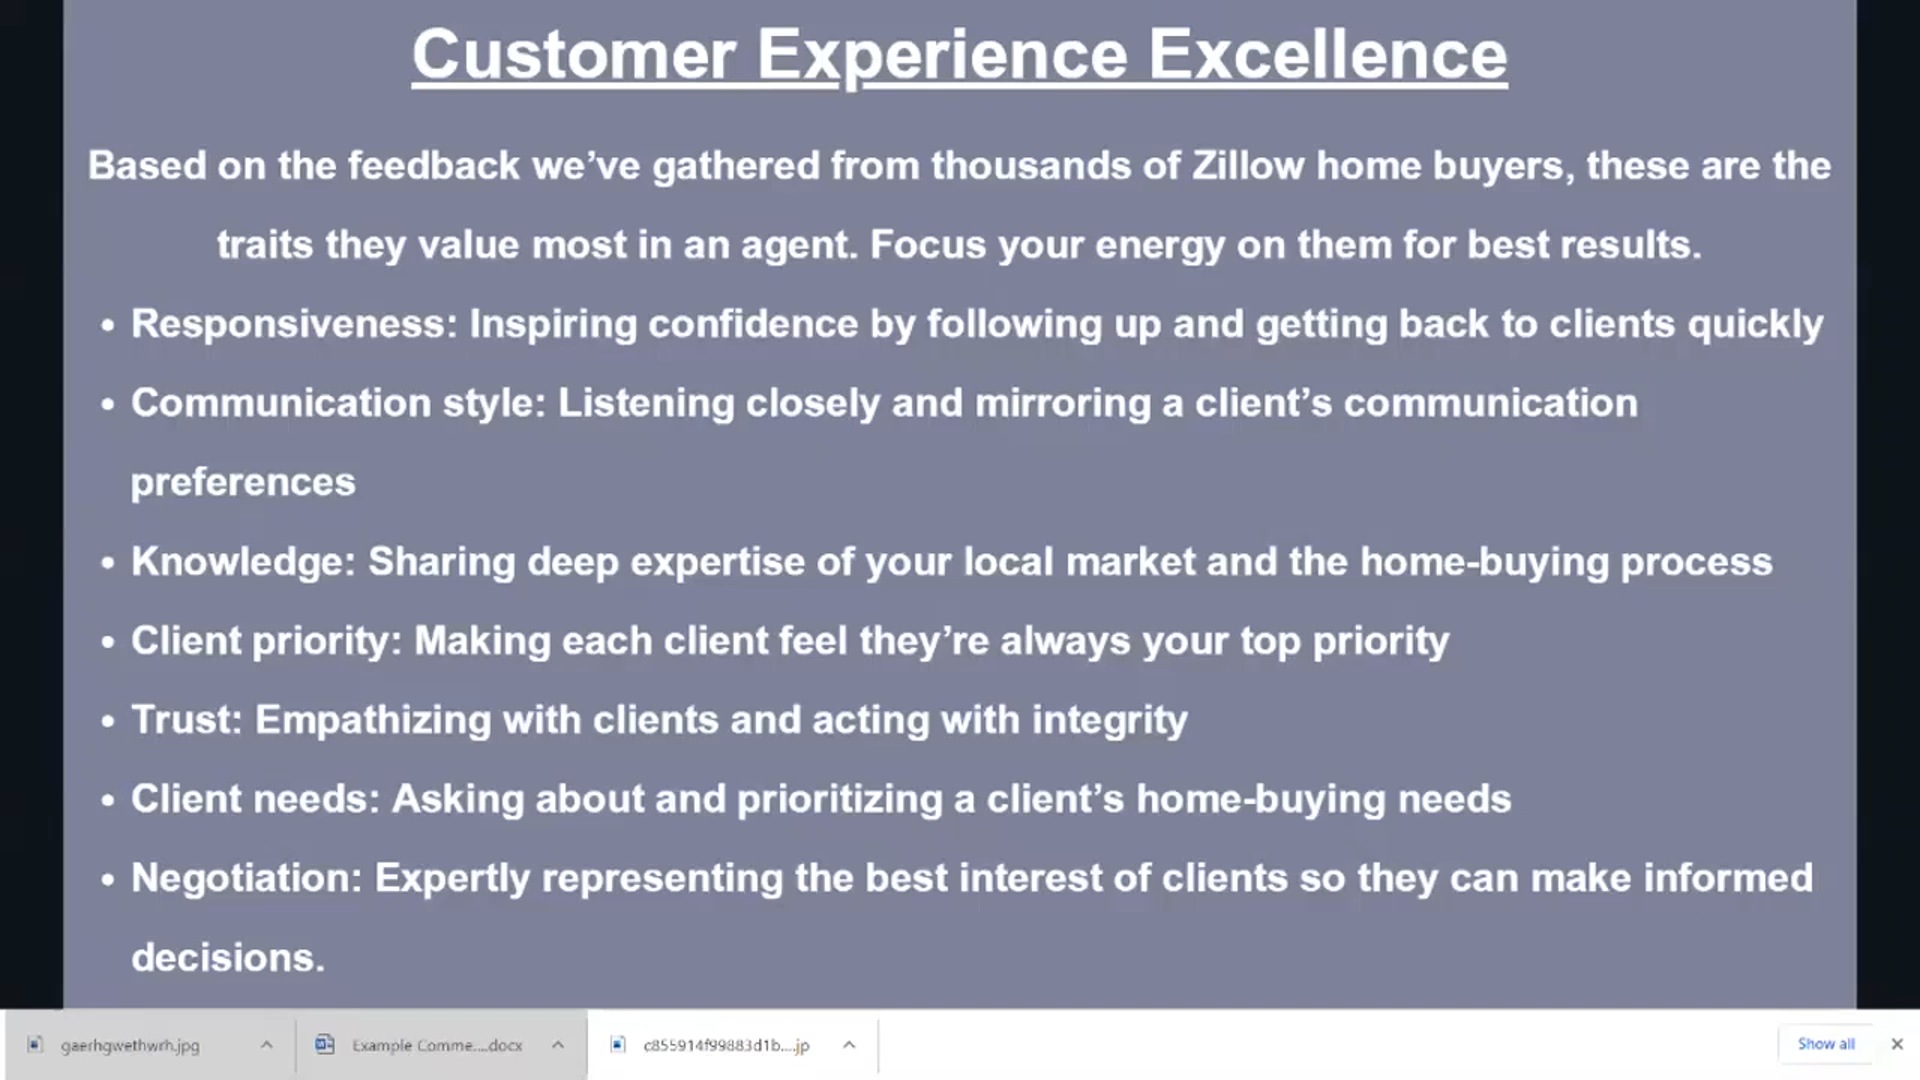 Customer Experience Excellence
Based on the feedback we’ve gathered from thousands of Zillow home buyers, these are the
traits they value most in an agent. Focus your energy on them for best results.
• Responsiveness: Inspiring confidence by following up and getting back to clients quickly
• Communication style: Listening closely and mirroring a client’s communication
preferences
• Knowledge: Sharing deep expertise of your local market and the home-buying process
• Client priority: Making each client feel they’re always your top priority
• Trust: Empathizing with clients and acting with integrity
• Client needs: Asking about and prioritizing a client’s home-buying needs
• Negotiation: Expertly representing the best interest of clients so they can make informed
decisions.
gaerhgwethwrh.jpg
Example Comme....docx
c855914f99883d1b....jp
Show all